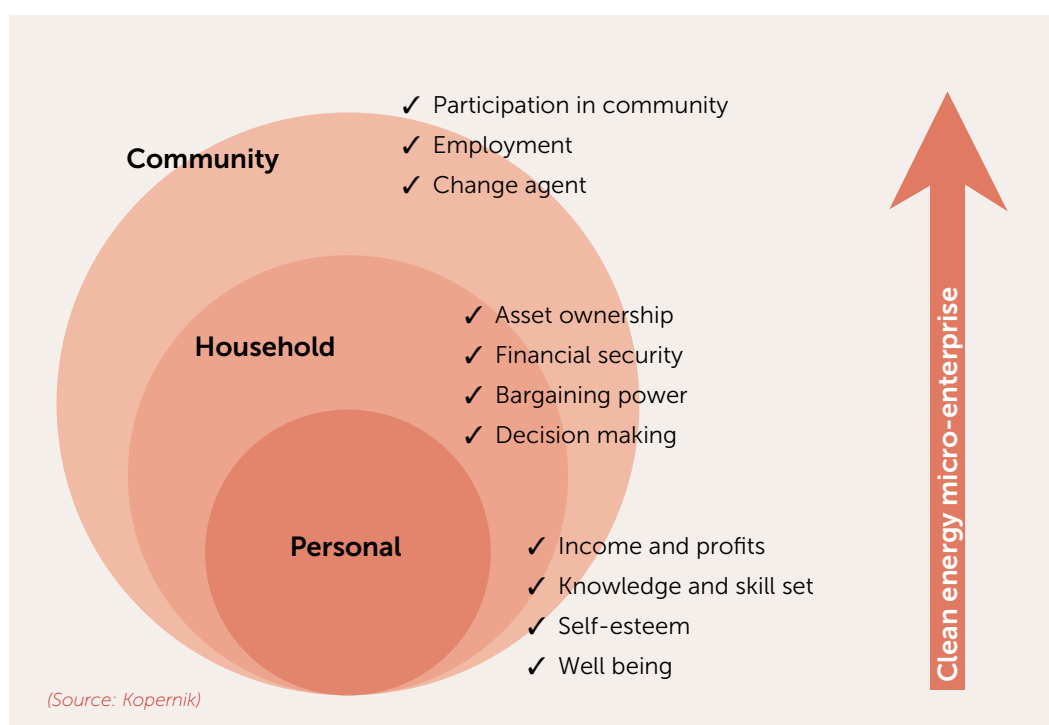 Community
✓ Participation in community
✓ Employment
✓ Change agent
Household
✓ Asset ownership
✓ Financial security
✓ Bargaining power
✓ Decision making
Personal
✓ Income and profits
✓ Knowledge and skill set
✓ Self-esteem
✓ Well being
Clean energy micro-enterprise
(Source: Kopernik)